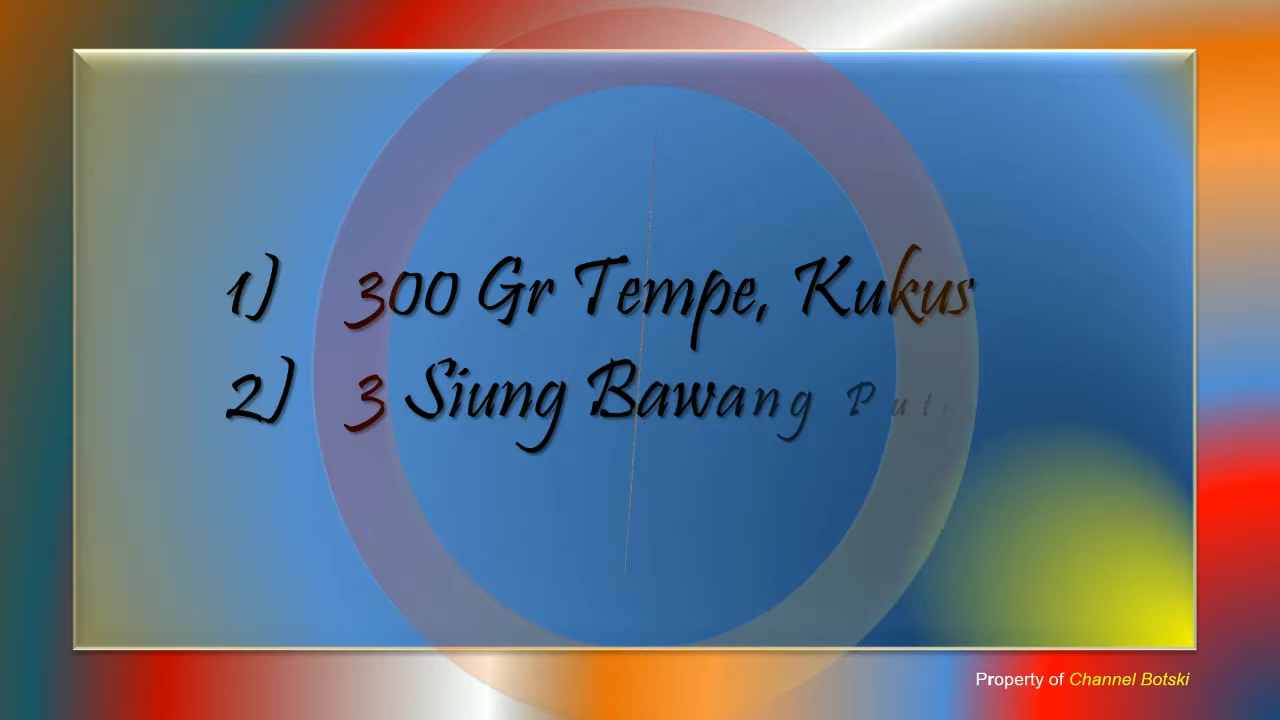 1) 300 Gr Tempe, Kukus
2) 3 Siung Bawang
Property of Channel Botski